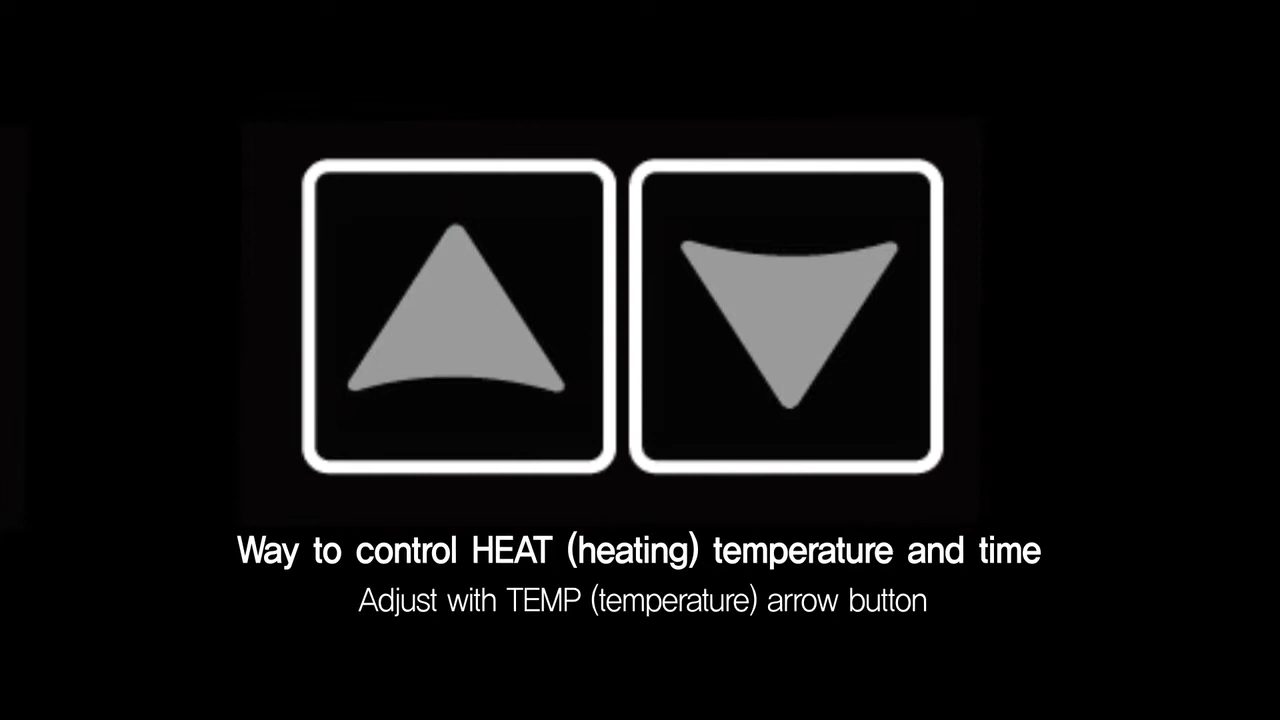 Way to control HEAT (heating) temperature and time
Adjust with TEMP (temperature) arrow button